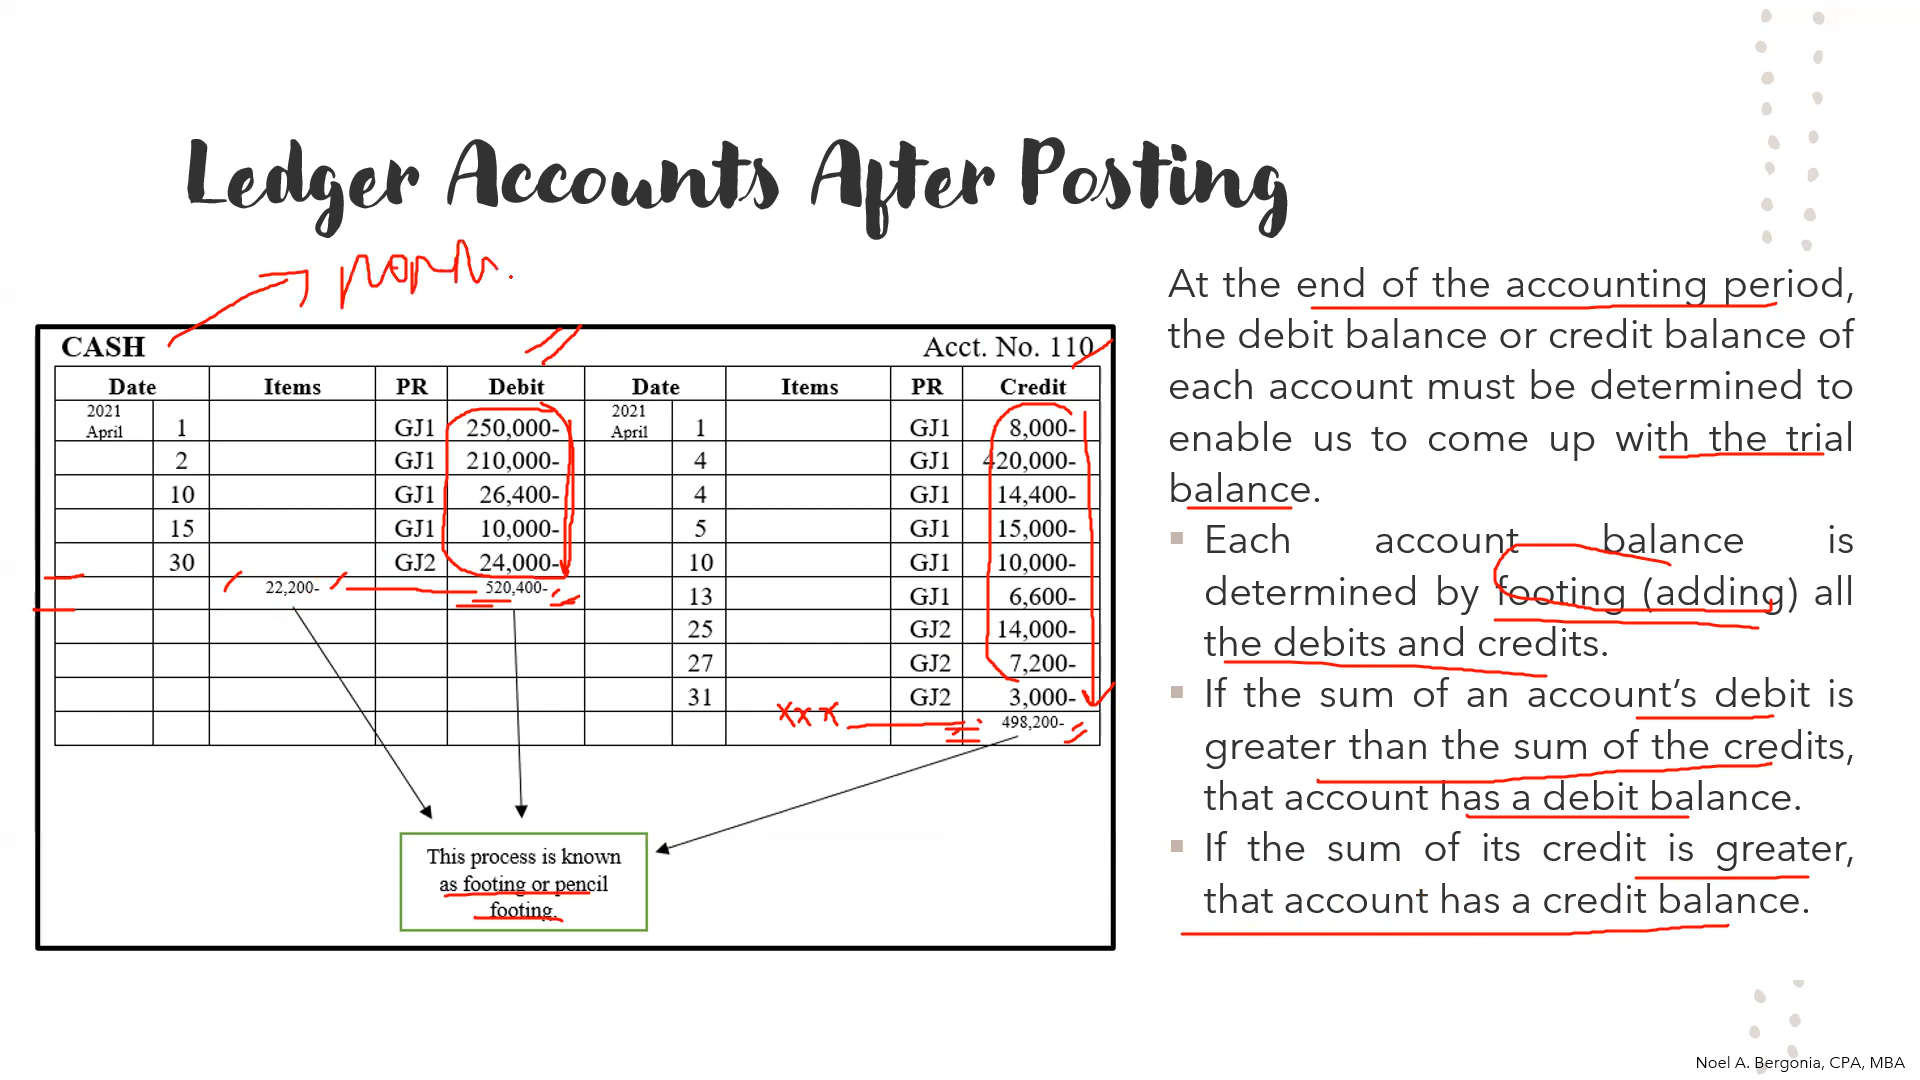 Ledger Accounts After Posting
CASH Acct. No. 110
Date Items PR Debit Date Items PR Credit
2021 April 1 GJ1 250,000- 2021 April 1 GJ1 8,000-
2 GJ1 210,000- 4 GJ1 420,000-
10 GJ1 26,400- 4 GJ1 14,400-
15 GJ1 10,000- 5 GJ1 15,000-
30 GJ2 24,000- 10 GJ1 10,000-
22,200- 520,400- 13 GJ1 6,600-
25 GJ2 14,000-
27 GJ2 7,200-
xxx 31 GJ2 3,000-
498,200-
This process is known
as footing or pencil
footing.
At the end of the accounting period,
the debit balance or credit balance of
each account must be determined to
enable us to come up with the trial
balance.
Each account balance is
determined by footing (adding) all
the debits and credits.
If the sum of an account’s debit is
greater than the sum of the credits,
that account has a debit balance.
If the sum of its credit is greater,
that account has a credit balance.
Noel A. Bergonia, CPA, MBA